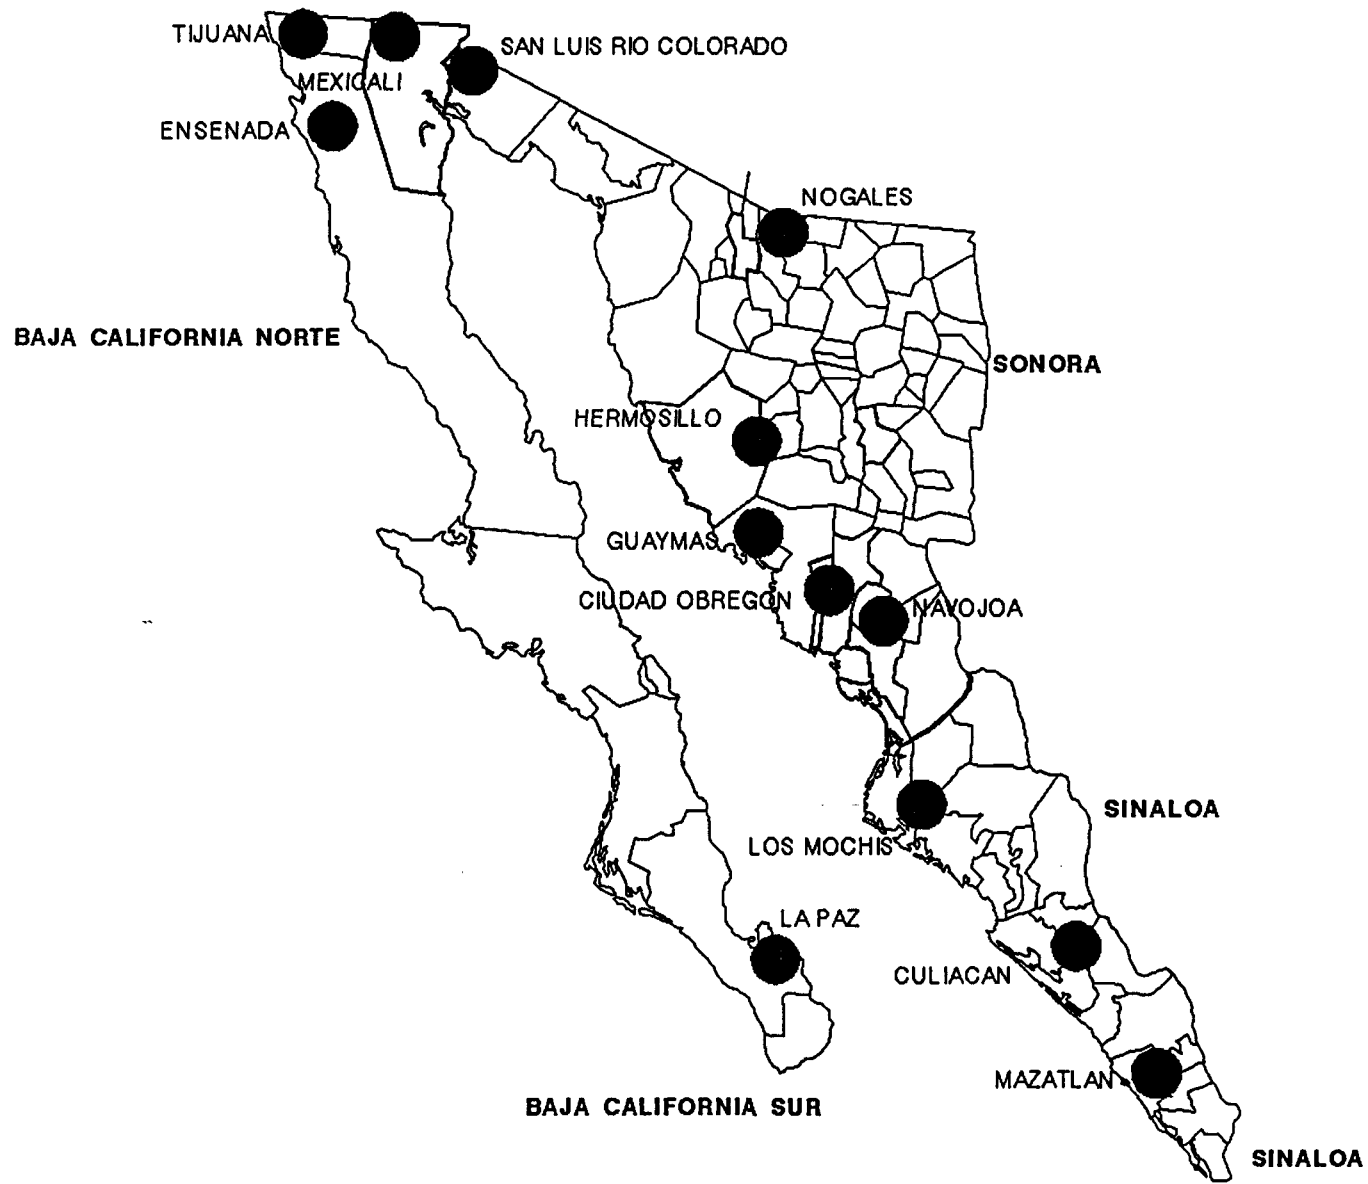 TIJUANA
SAN LUIS RIO COLORADO
MEXICALI
ENSENADA
NOGALES
BAJA CALIFORNIA NORTE
SONORA
HERMOSILLO
GUAYMAS
CIUDAD OBREGON
NAVOJOA
SINALOA
LOS MOCHIS
LA PAZ
CULIACAN
MAZATLAN
BAJA CALIFORNIA SUR
SINALOA